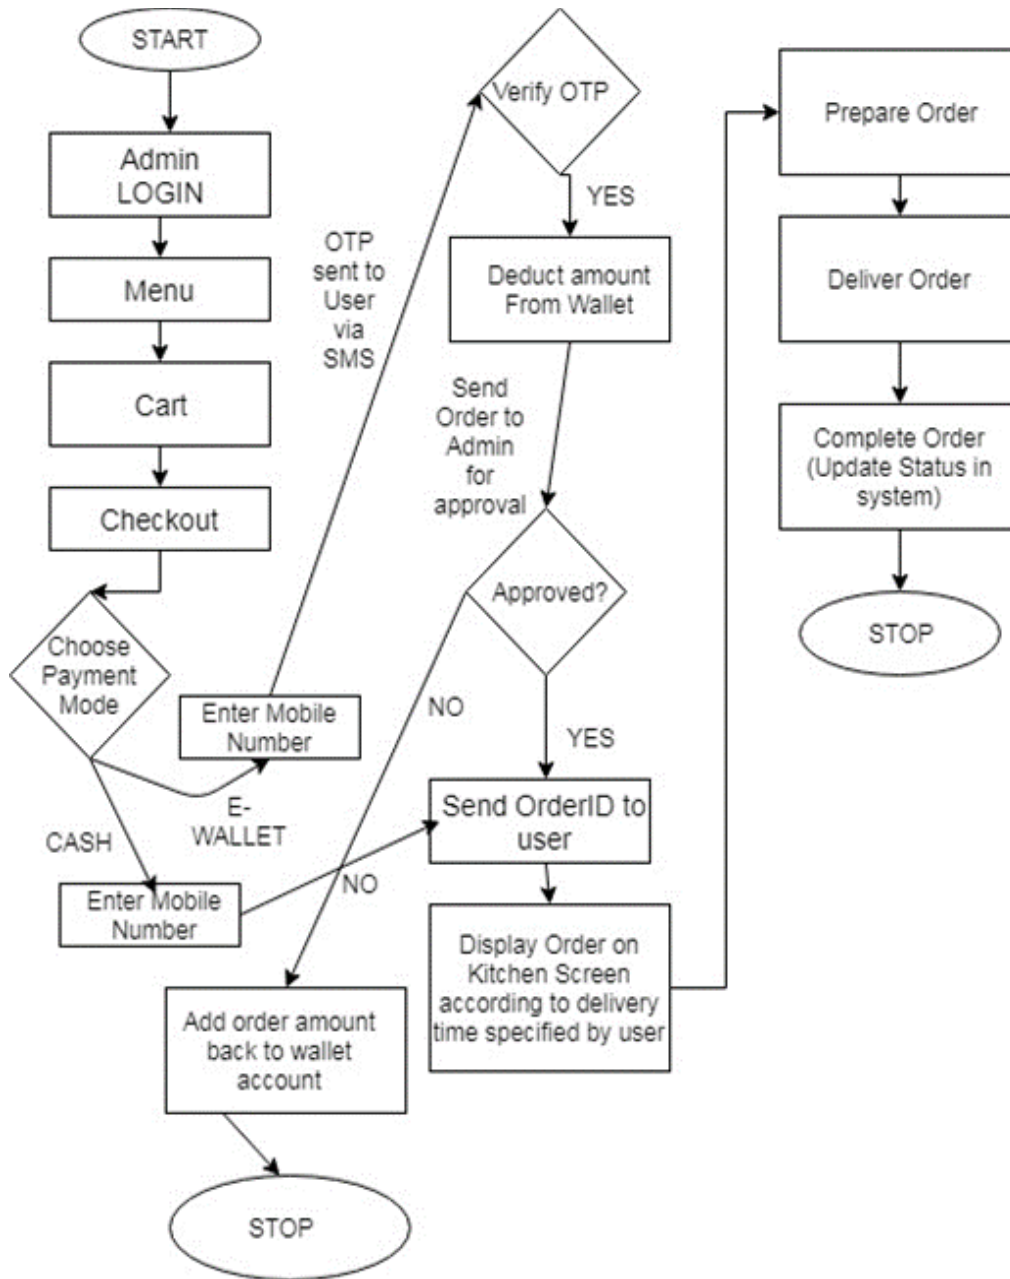 START
Admin
LOGIN
Menu
Cart
Checkout
Choose
Payment
Mode
Enter Mobile
Number
E-
WALLET
CASH
Enter Mobile
Number
OTP
sent to
User
via
SMS
Verify OTP
YES
Deduct amount
From Wallet
Send
Order to
Admin
for
approval
Approved?
NO
YES
Send OrderID to
user
NO
Add order amount
back to wallet
account
STOP
Display Order on
Kitchen Screen
according to delivery
time specified by user
Prepare Order
Deliver Order
Complete Order
(Update Status in
system)
STOP